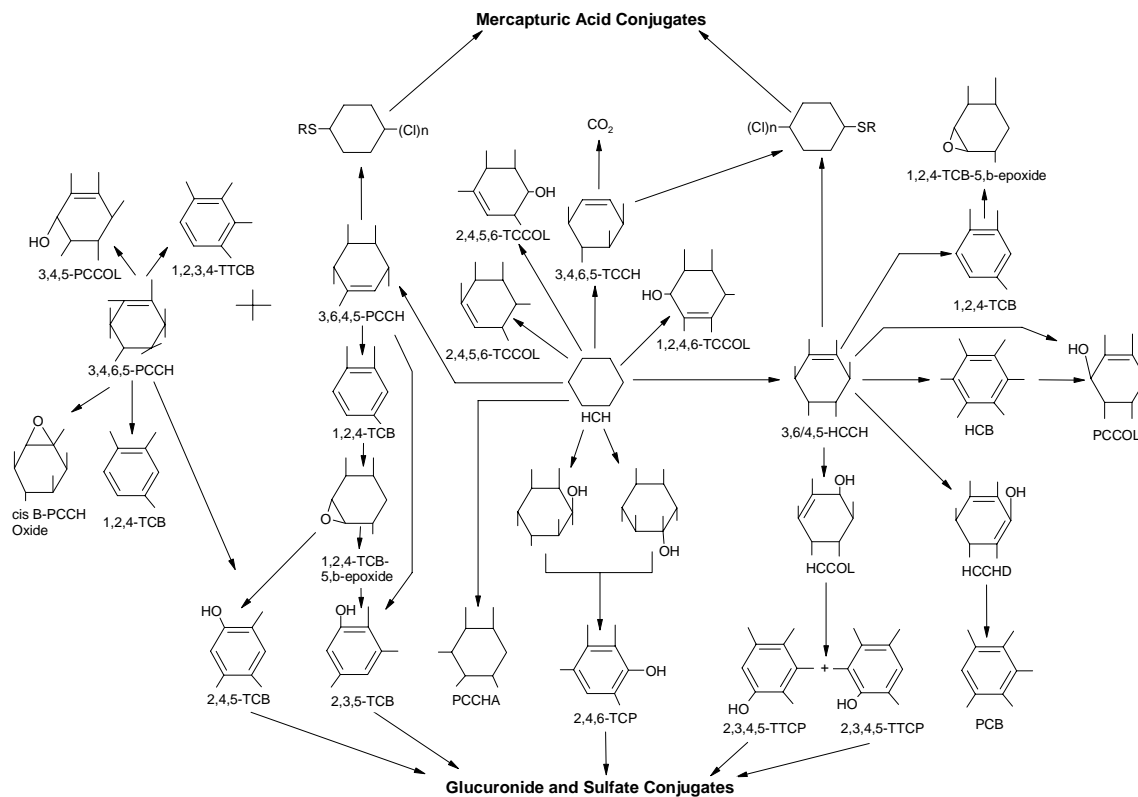 Mercapturic Acid Conjugates
RS
(Cl)n
CO2
(Cl)n
SR
O
1,2,4-TCB-5,b-epoxide
OH
2,4,5,6-TCCOL
HO
3,4,5-PCCOL
1,2,3,4-TTCB
3,6,4,5-PCCH
3,4,6,5-TCCH
1,2,4-TCB
2,4,5,6-TCCOL
HO
1,2,4,6-TCCOL
3,4,6,5-PCCH
HCH
3,6/4,5-HCCH
HCB
HO
PCCOL
O
cis B-PCCH
Oxide
1,2,4-TCB
1,2,4-TCB
O
1,2,4-TCB-
5,b-epoxide
OH
OH
OH
HCCOL
OH
HCCHD
HO
2,4,5-TCB
OH
2,3,5-TCB
PCCHA
OH
2,4,6-TCP
HO
2,3,4,5-TTCP
+
HO
2,3,4,5-TTCP
PCB
Glucuronide and Sulfate Conjugates